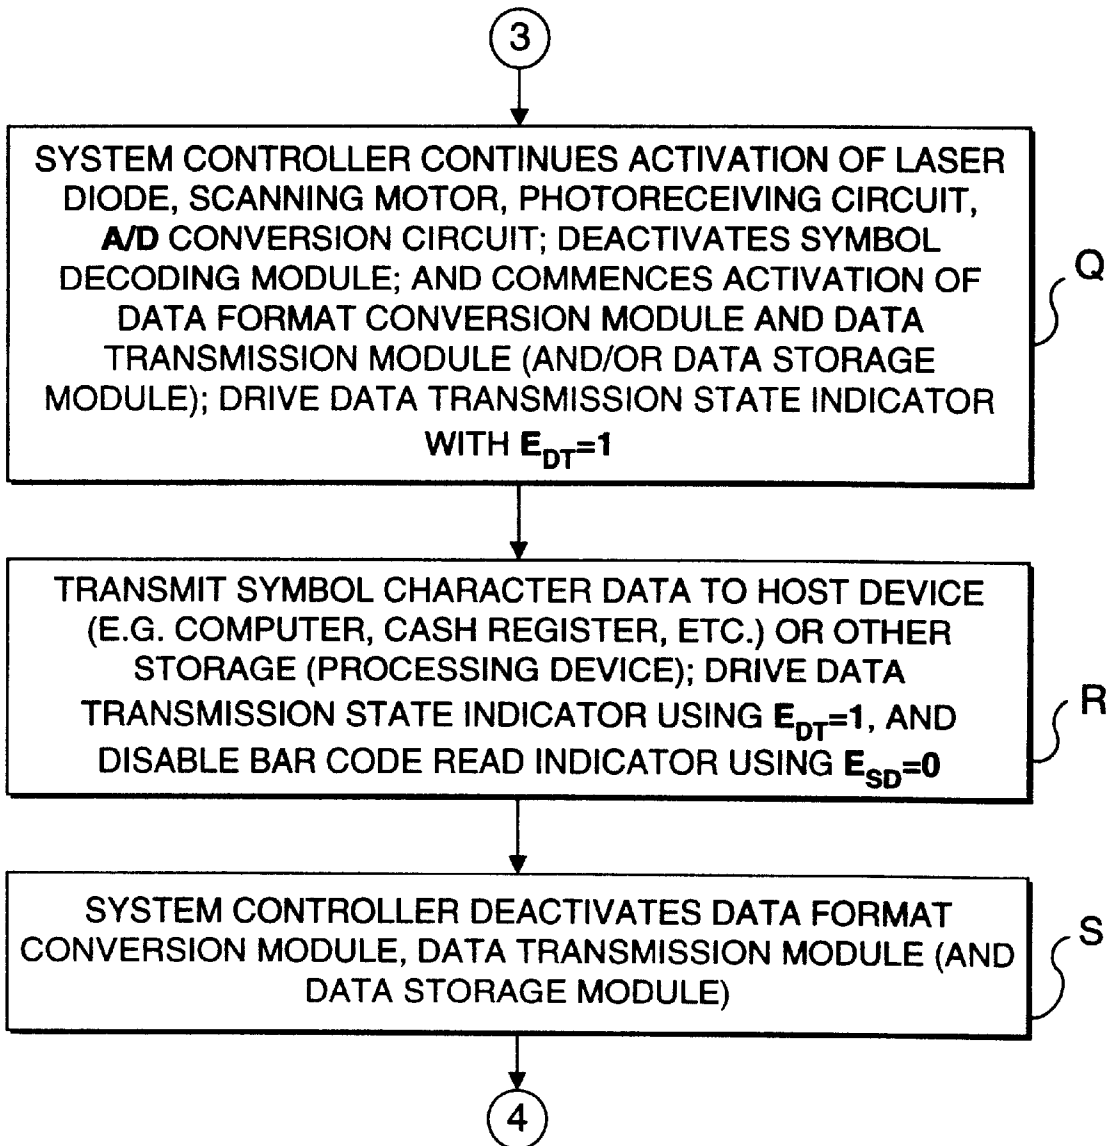 3
SYSTEM CONTROLLER CONTINUES ACTIVATION OF LASER
DIODE, SCANNING MOTOR, PHOTORECEIVING CIRCUIT,
A/D CONVERSION CIRCUIT; DEACTIVATES SYMBOL
DECODING MODULE; AND COMMENCES ACTIVATION OF
DATA FORMAT CONVERSION MODULE AND DATA
TRANSMISSION MODULE (AND/OR DATA STORAGE
MODULE); DRIVE DATA TRANSMISSION STATE INDICATOR
WITH E_DT=1
Q
TRANSMIT SYMBOL CHARACTER DATA TO HOST DEVICE
(E.G. COMPUTER, CASH REGISTER, ETC.) OR OTHER
STORAGE (PROCESSING DEVICE); DRIVE DATA
TRANSMISSION STATE INDICATOR USING E_DT=1, AND
DISABLE BAR CODE READ INDICATOR USING E_SD=0
R
SYSTEM CONTROLLER DEACTIVATES DATA FORMAT
CONVERSION MODULE, DATA TRANSMISSION MODULE (AND
DATA STORAGE MODULE)
S
4